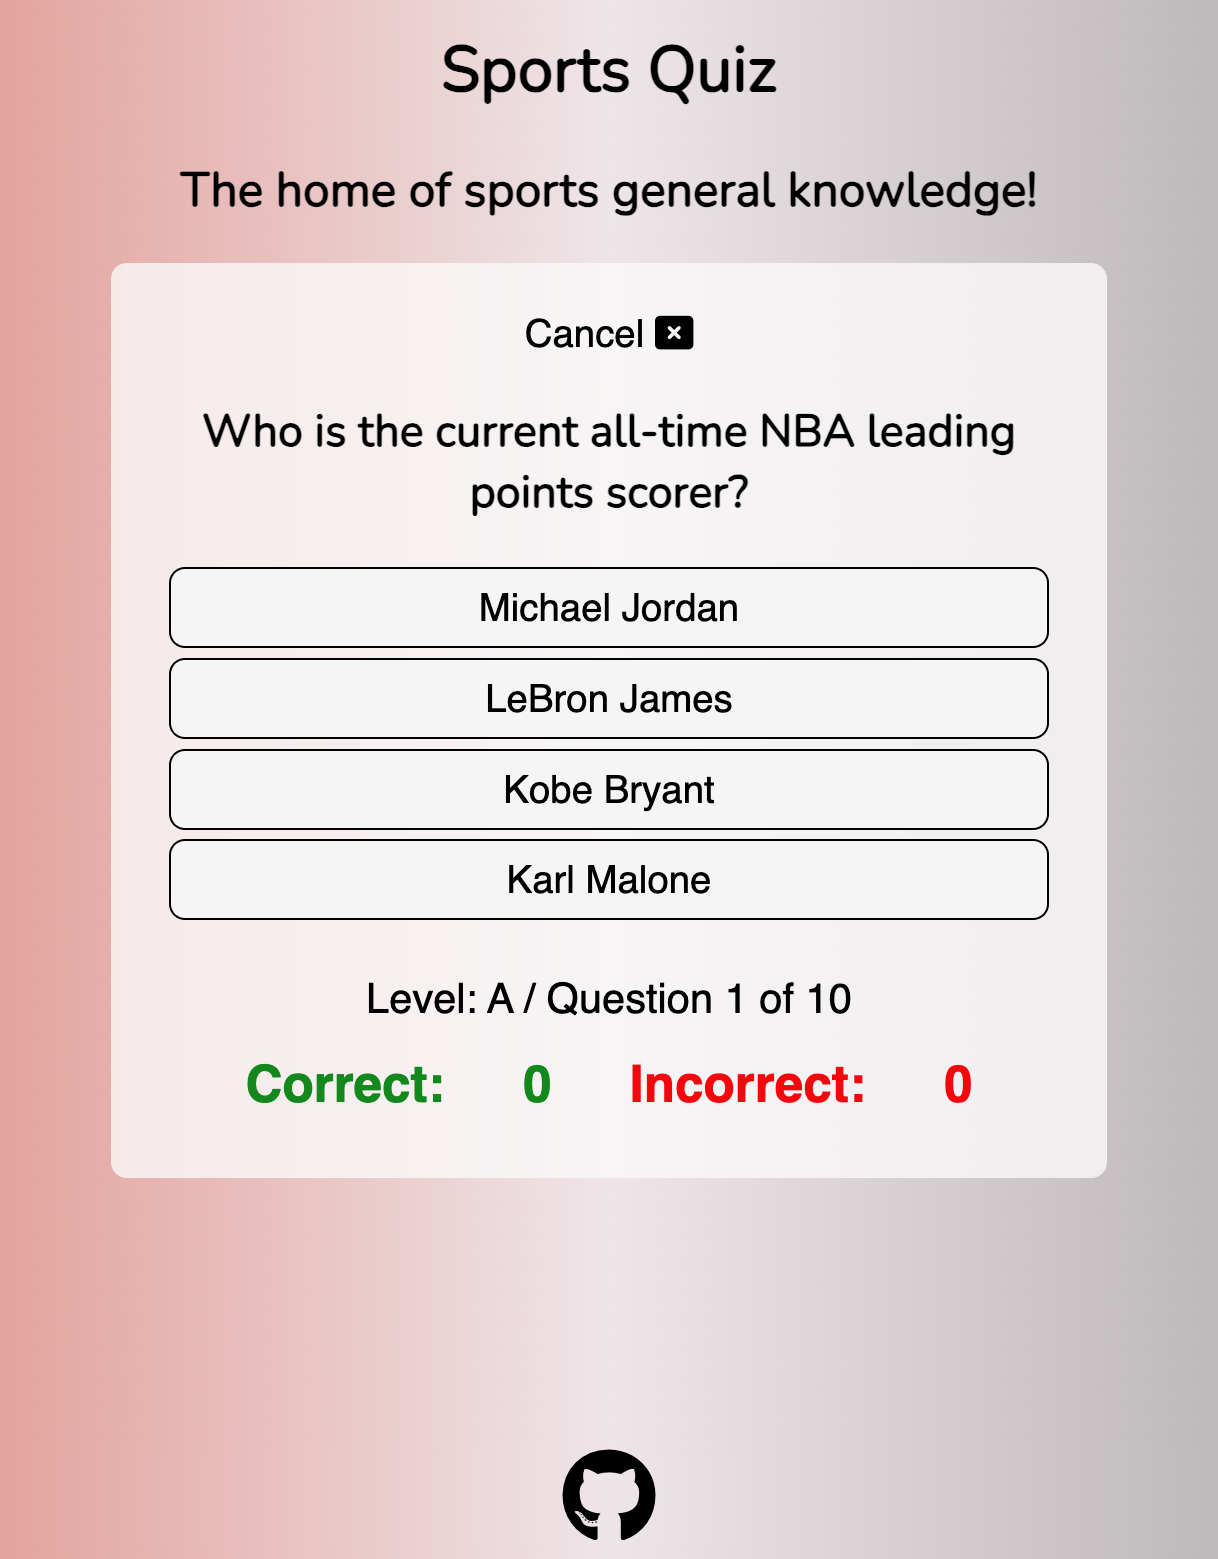 Sports Quiz
The home of sports general knowledge!
Cancel
Who is the current all-time NBA leading
points scorer?
Michael Jordan
LeBron James
Kobe Bryant
Karl Malone
Level: A / Question 1 of 10
Correct: 0 Incorrect: 0